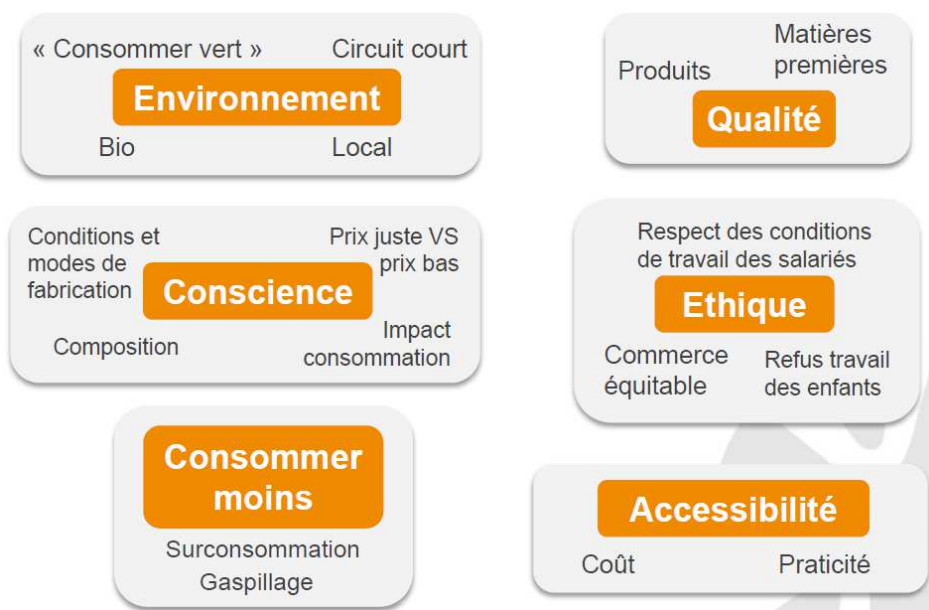 « Consommer vert » Circuit court
Environnement
Bio Local
Matières
premières
Produits
Qualité
Conditions et
modes de
fabrication
Prix juste VS
prix bas
Conscience
Composition
Impact
consommation
Respect des conditions
de travail des salariés
Ethique
Commerce
équitable
Refus travail
des enfants
Consommer
moins
Surconsommation
Gaspillage
Accessibilité
Coût Praticité